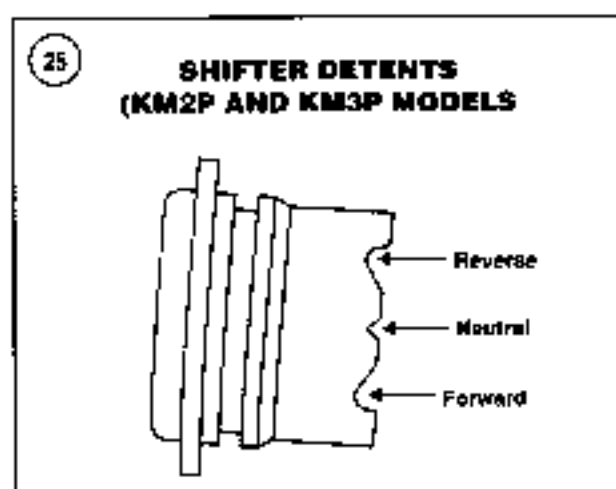 25
SHIFTER DETENTS
(KM2P AND KM3P MODELS
Reverse
Neutral
Forward